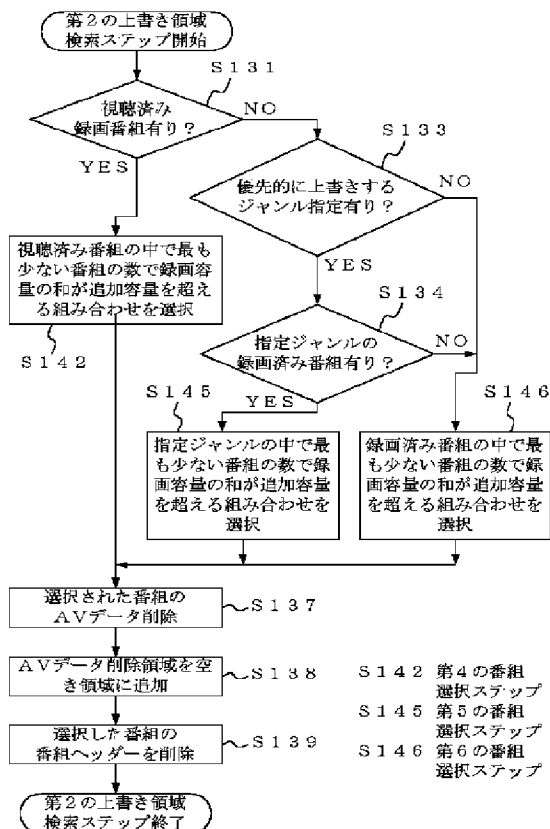 第２の上書き領域
検索ステップ開始
Ｓ１３１
視聴済み
録画番組有り？
ＮＯ
ＹＥＳ
Ｓ１３３
優先的に上書きする
ジャンル指定有り？
ＮＯ
ＹＥＳ
視聴済み番組の中で最も
少ない番組の数で録画容
量の和が追加容量を超え
る組み合わせを選択
Ｓ１４２
Ｓ１３４
指定ジャンルの
録画済み番組有り？
ＮＯ
ＹＥＳ
Ｓ１４５
指定ジャンルの中で最
も少ない番組の数で録
画容量の和が追加容量
を超える組み合わせを
選択
Ｓ１４６
録画済み番組の中で最
も少ない番組の数で録
画容量の和が追加容量
を超える組み合わせを
選択
選択された番組の
ＡＶデータ削除
Ｓ１３７
ＡＶデータ削除領域を空
き領域に追加
Ｓ１３８
選択した番組の
番組ヘッダーを削除
Ｓ１３９
第２の上書き領域
検索ステップ終了
Ｓ１４２ 第４の番組
選択ステップ
Ｓ１４５ 第５の番組
選択ステップ
Ｓ１４６ 第６の番組
選択ステップ